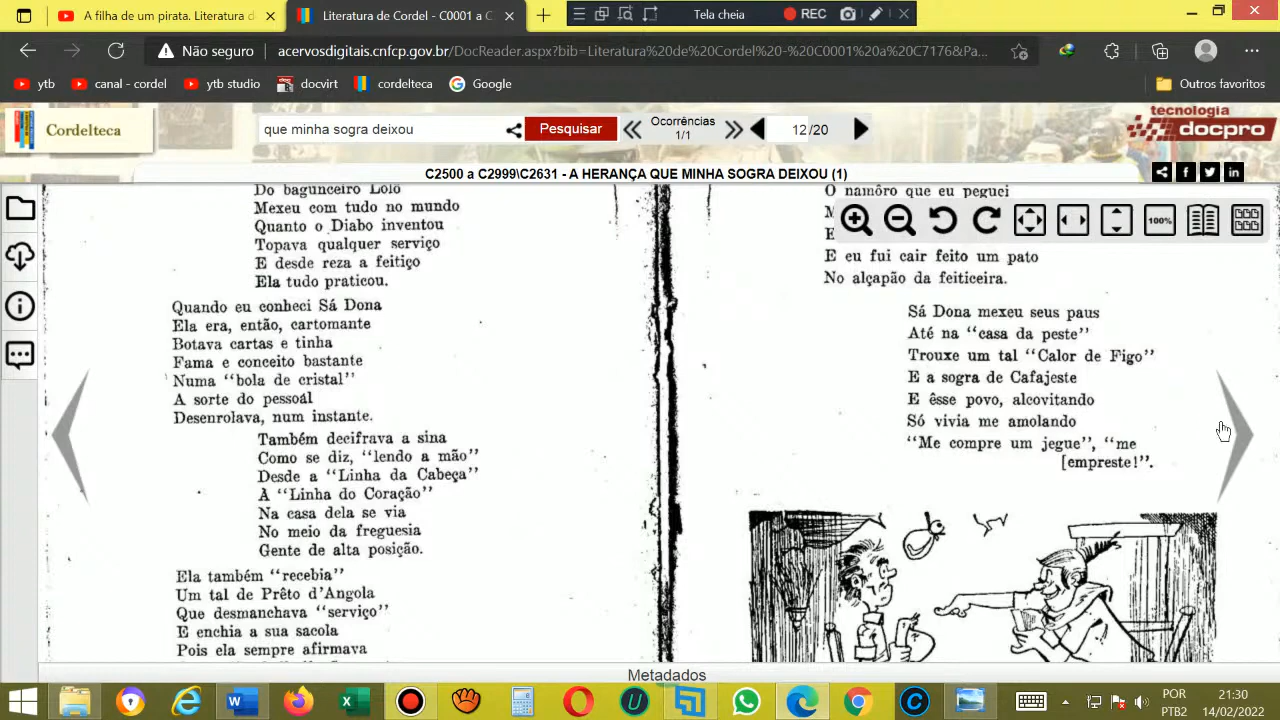 A filha de um pirata. Literatura d
Literatura de Cordel - C0001 a C
Tela cheia
REC
Não seguro
acervosdigitais.cnfcp.gov.br/DocReader.aspx?bib=Literatura%20de%20Cordel%20-%20C0001%20a%20C7176&Pa...
ytb
canal - cordel
ytb studio
docvirt
cordelteca
Google
Outros favoritos
Cordelteca
que minha sogra deixou
Pesquisar
Ocorrências
1/1
12/20
tecnologia
docpro
C2500 a C2999\C2631 - A HERANÇA QUE MINHA SOGRA DEIXOU (1)
Do bagunceiro Lolô
Mexeu com tudo no mundo
Quanto o Diabo inventou
Topava qualquer serviço
E desde reza a feitiço
Ela tudo praticou.
Quando eu conheci Sá Dona
Ela era, então, cartomante
Botava cartas e tinha
Fama e conceito bastante
Numa "bola de cristal"
A sorte do pessoál
Desenrolava, num instante.
Também decifrava a sina
Como se diz, "lendo a mão"
Desde a "Linha da Cabeça"
À "Linha do Coração"
Na casa dela se via
No meio da freguesia
Gente de alta posição.
Ela também "recebia"
Um tal de Prêto d'Angola
Que desmanchava "serviço"
E enchia a sua sacola
Pois ela sempre afirmava
O namôro que eu peguei
E eu fui cair feito um pato
No alçapão da feiticeira.
Sá Dona mexeu seus paus
Até na "casa da peste"
Trouxe um tal "Calor de Figo"
E a sogra de Cafajeste
E êsse povo, alcovitando
Só vivia me amolando
"Me compre um jegue", "me
[empreste!".
100%
Metadados
POR
PTB2
21:30
14/02/2022